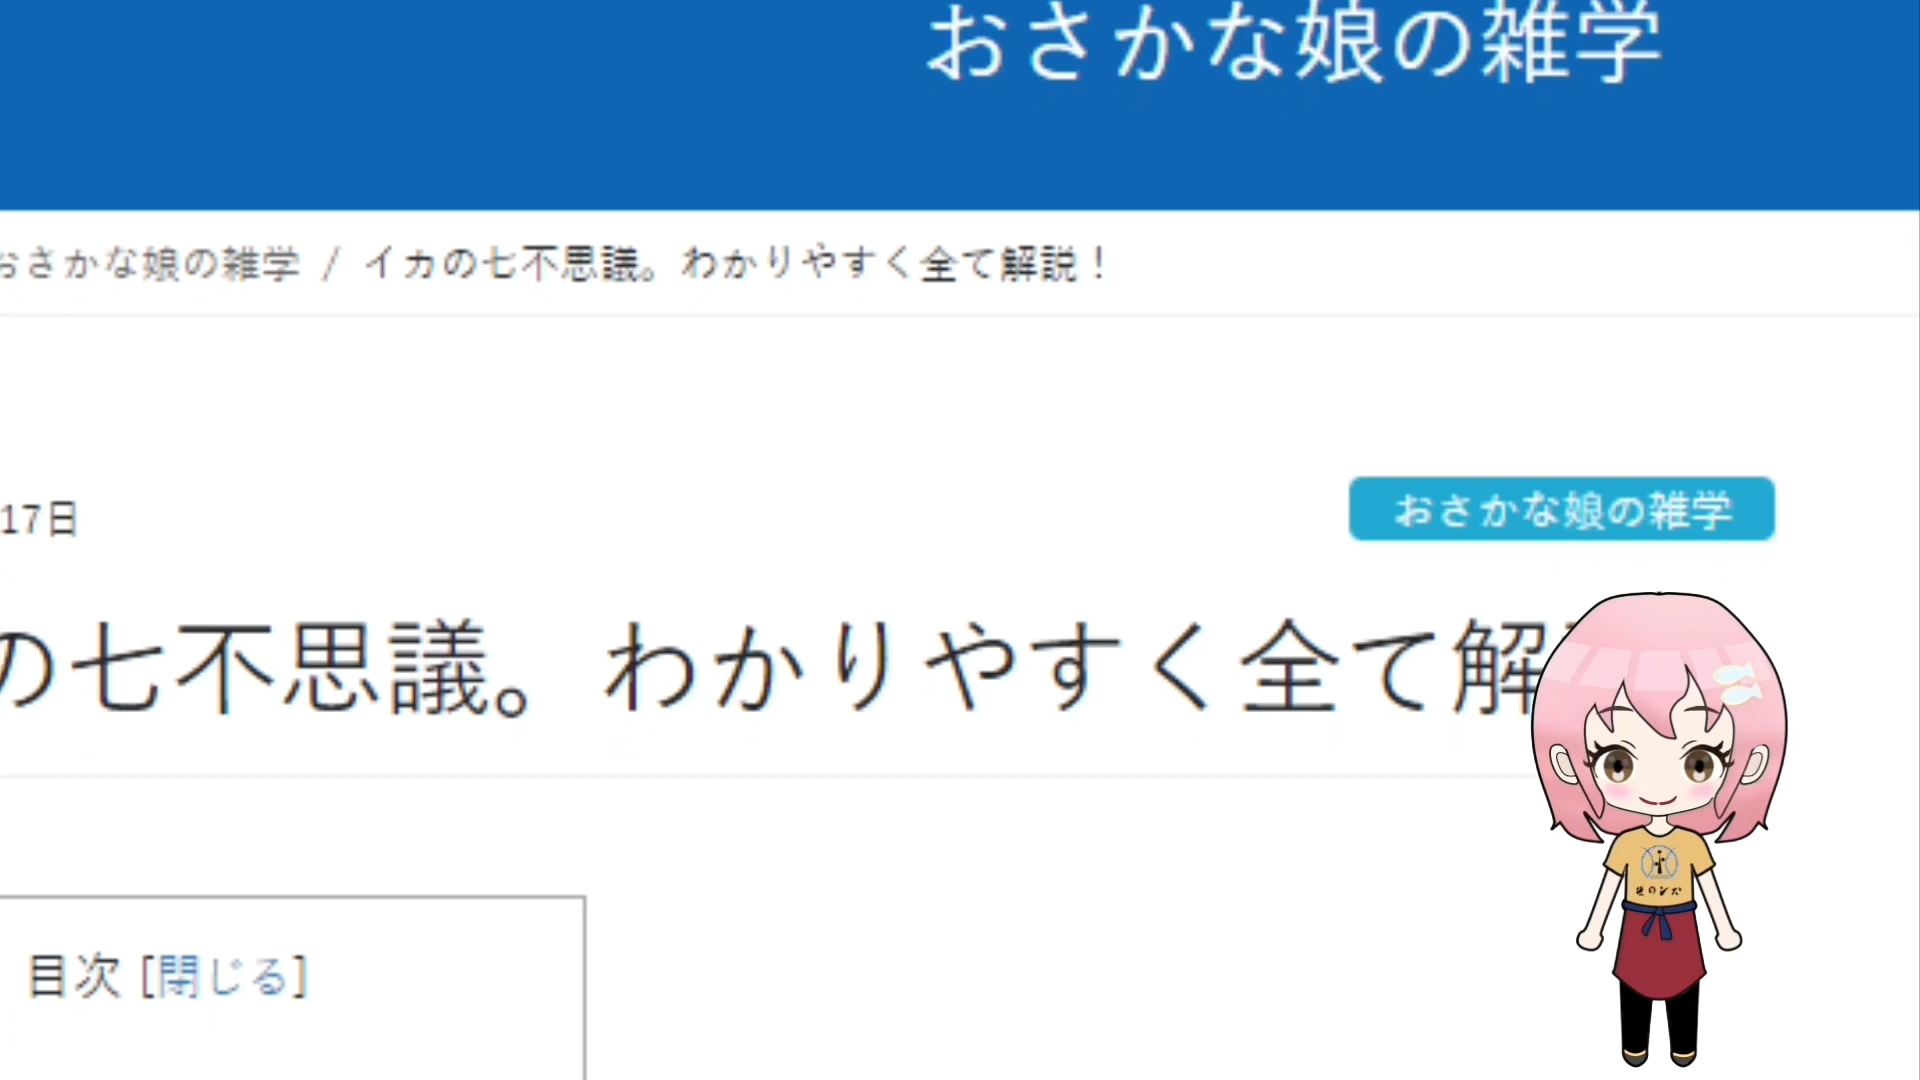 おさかな娘の雑学
おさかな娘の雑学 / イカの七不思議。わかりやすく全て解説！
17日
おさかな娘の雑学
の七不思議。わかりやすく全て解
目次 [閉じる]